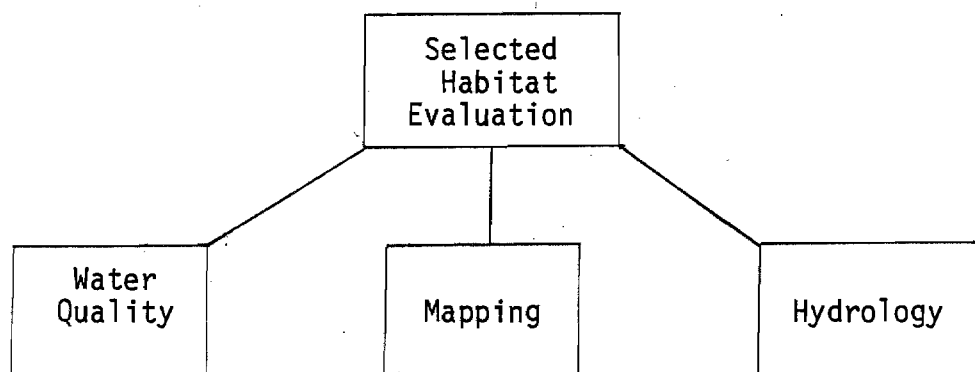 Selected
Habitat
Evaluation
Water
Quality
Mapping
Hydrology